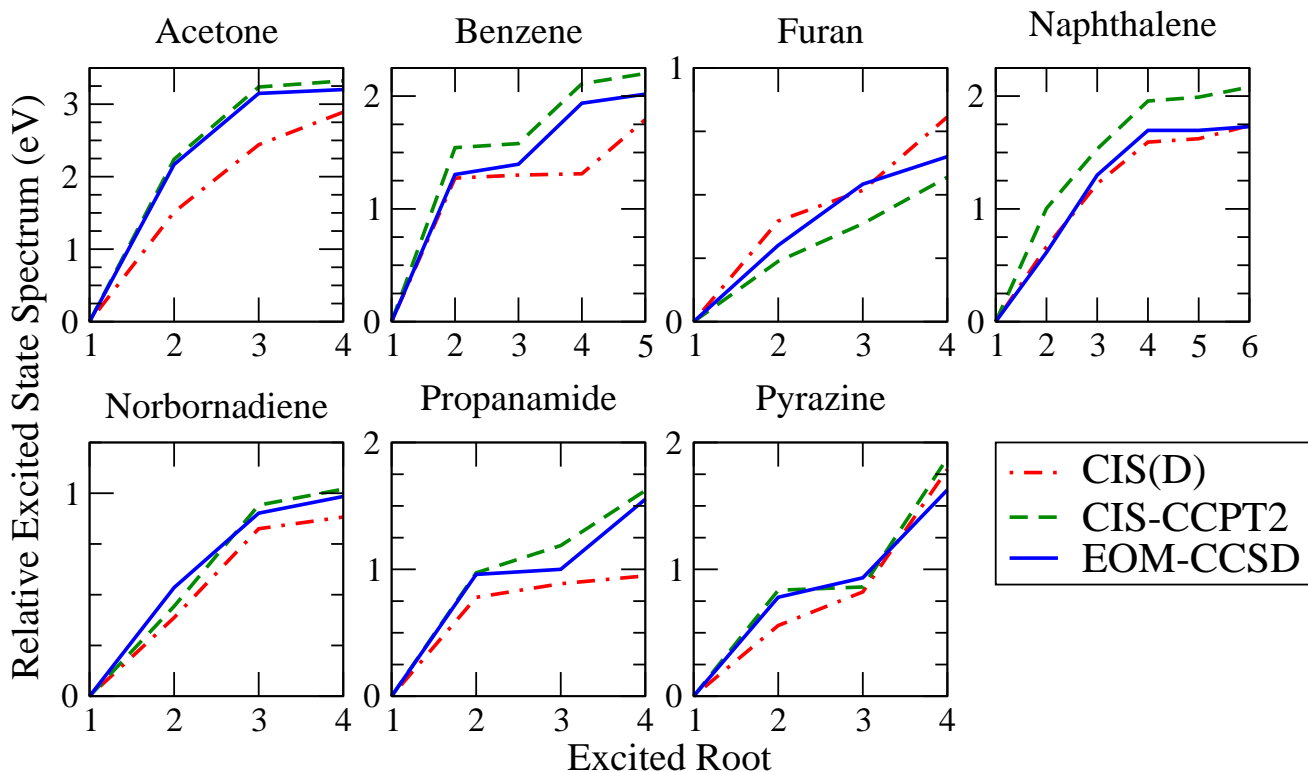 Acetone
Benzene
Furan
Naphthalene
Relative Excited State Spectrum (eV)
0
1
2
3
1 2 3 4
0
1
2
1 2 3 4 5
0
1
1 2 3 4
0
1
2
1 2 3 4 5 6
Norbornadiene
Propanamide
Pyrazine
0
1
1 2 3 4
0
1
2
1 2 3 4
0
1
2
1 2 3 4
CIS(D)
CIS-CCPT2
EOM-CCSD
Excited Root